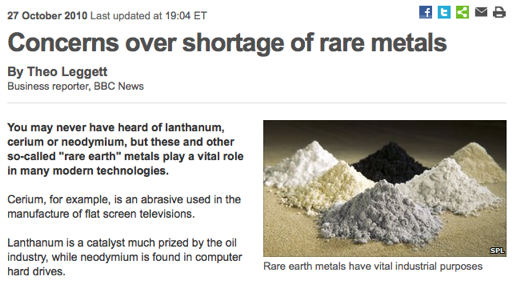 27 October 2010 Last updated at 19:04 ET
Concerns over shortage of rare metals
By Theo Leggett
Business reporter, BBC News
You may never have heard of lanthanum,
cerium or neodymium, but these and other
so-called "rare earth" metals play a vital role
in many modern technologies.
Cerium, for example, is an abrasive used in the
manufacture of flat screen televisions.
Lanthanum is a catalyst much prized by the oil
industry, while neodymium is found in computer
hard drives.
SPL
Rare earth metals have vital industrial purposes